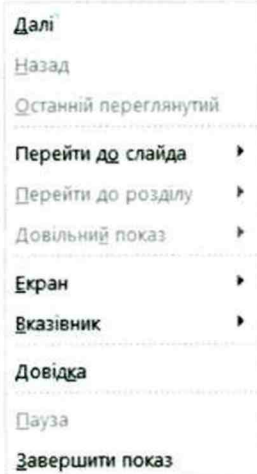 Далі
Назад
Останній переглянутий
Перейти до слайда
Перейти до розділу
Довільний показ
Екран
Вказівник
Довідка
Пауза
Завершити показ